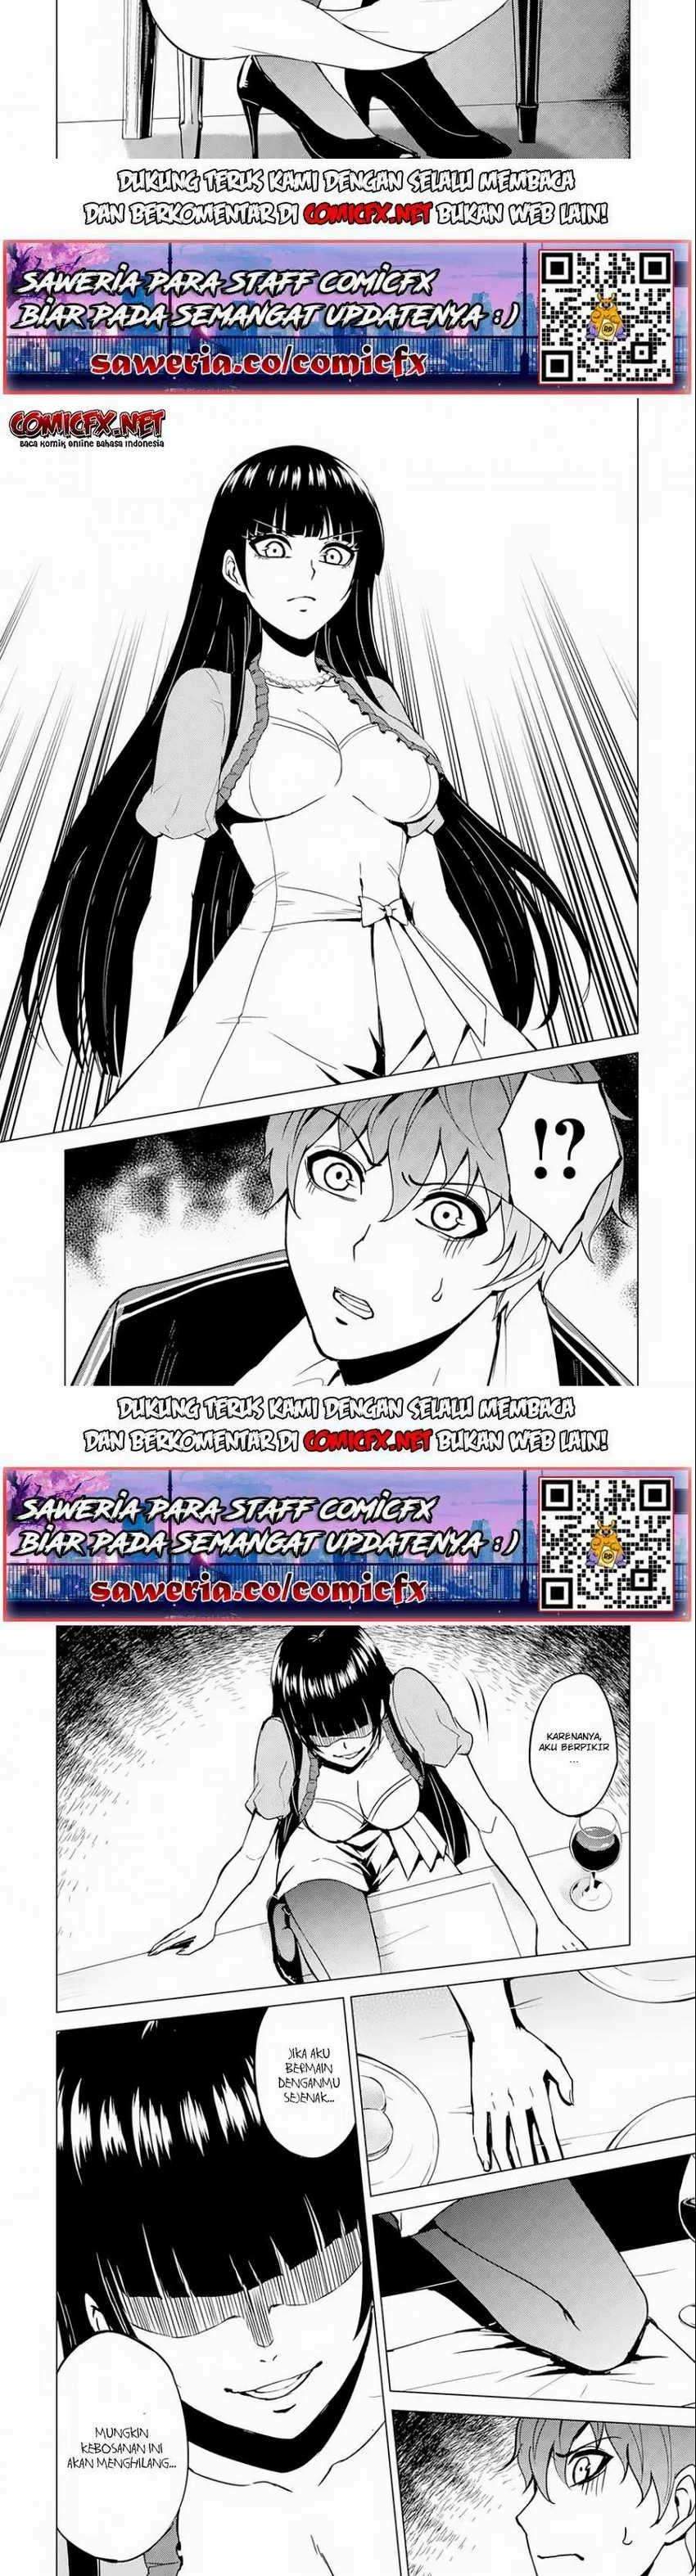 DUKUNG TERUS KAMI DENGAN SELALU MEMBACA
DAN BERKOMENTAR DI COMICFX.NET BUKAN WEB LAIN!
SAWERIA PARA STAFF COMICFX
BIAR PADA SEMANGAT UPDATENYA :)
saweria.co/comicfx
RP
COMICFX.NET
Baca Komik Online Bahasa Indonesia
!?
DUKUNG TERUS KAMI DENGAN SELALU MEMBACA
DAN BERKOMENTAR DI COMICFX.NET BUKAN WEB LAIN!
SAWERIA PARA STAFF COMICFX
BIAR PADA SEMANGAT UPDATENYA :)
saweria.co/comicfx
RP
KARENANYA,
AKU BERPIKIR
...
JIKA AKU
BERMAIN
DENGANMU
SEJENAK...
MUNGKIN
KEBOSANAN INI
AKAN MENGHILANG...